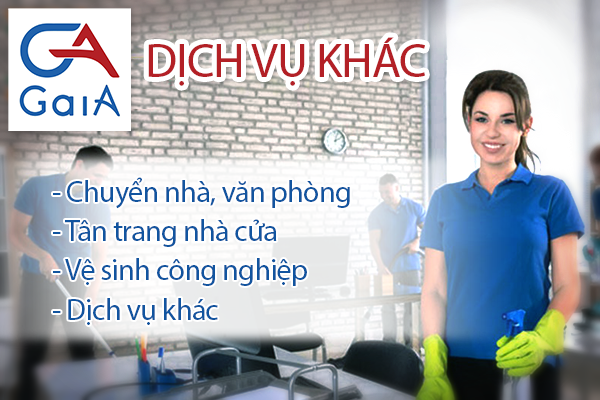 GaiA
DỊCH VỤ KHÁC
- Chuyển nhà, văn phòng
- Tân trang nhà cửa
- Vệ sinh công nghiệp
- Dịch vụ khác